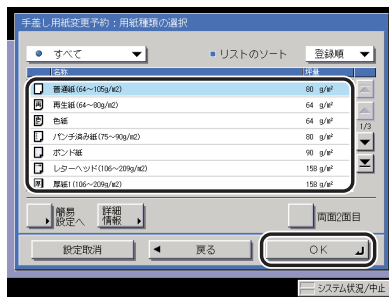 手差し用紙変更予約：用紙種類の選択
すべて
リストのソート
登録順
名称
坪量
普通紙(64〜105g/m2) 80 g/m²
再生紙(64〜80g/m2) 64 g/m²
色紙 64 g/m²
パンチ済み紙(75〜90g/m2) 80 g/m²
ボンド紙 90 g/m²
レターヘッド(106〜209g/m2) 158 g/m²
厚紙1(106〜209g/m2) 158 g/m²
1/3
簡易
設定へ
詳細
情報
両面2面目
設定取消
戻る
OK
システム状況/中止